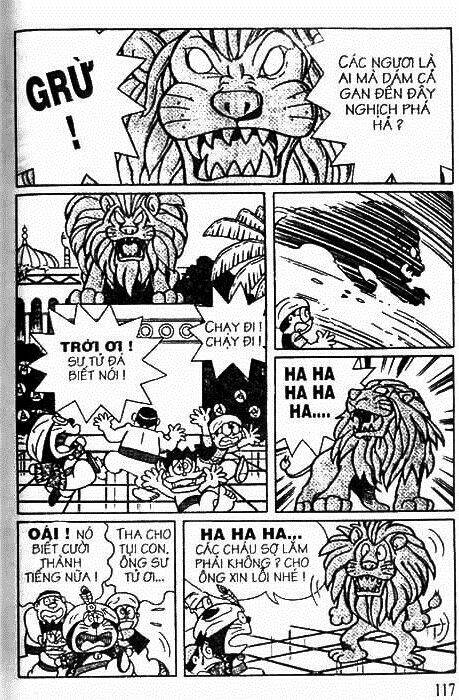 GRỪ
!
CÁC NGƯƠI LÀ
AI MÀ DÁM CẢ
GAN ĐẾN ĐÂY
NGHỊCH PHÁ
HẢ ?
TRỜI ƠI !
SƯ TỬ ĐÁ
BIẾT NÓI !
CHẠY ĐI !
CHẠY ĐI !
HA HA
HA HA
HA....
OÁI ! NÓ
BIẾT CƯỜI
THÀNH
TIẾNG NỮA !
THA CHO
TỤI CON,
ÔNG SƯ
TỬ ƠI...
HA HA HA...
CÁC CHÁU SỢ LẮM
PHẢI KHÔNG ? CHO
ÔNG XIN LỖI NHÉ !
117